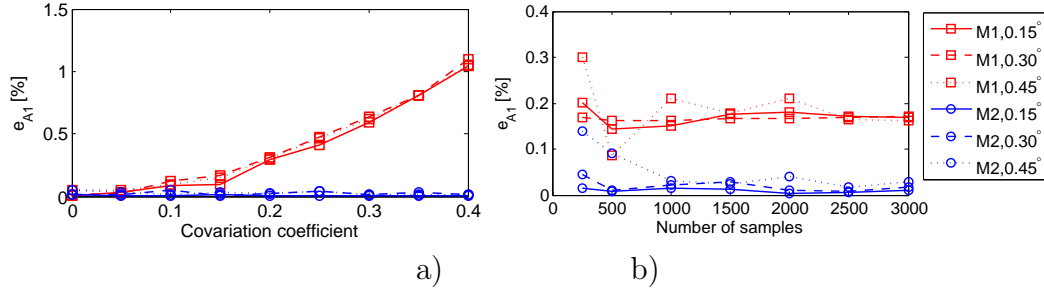 1.5
1
0.5
0
e_A1 [%]
0 0.1 0.2 0.3 0.4
Covariation coefficient
a)
0.4
0.3
0.2
0.1
0
e_A1 [%]
0 500 1000 1500 2000 2500 3000
Number of samples
b)
M1,0.15°
M1,0.30°
M1,0.45°
M2,0.15°
M2,0.30°
M2,0.45°